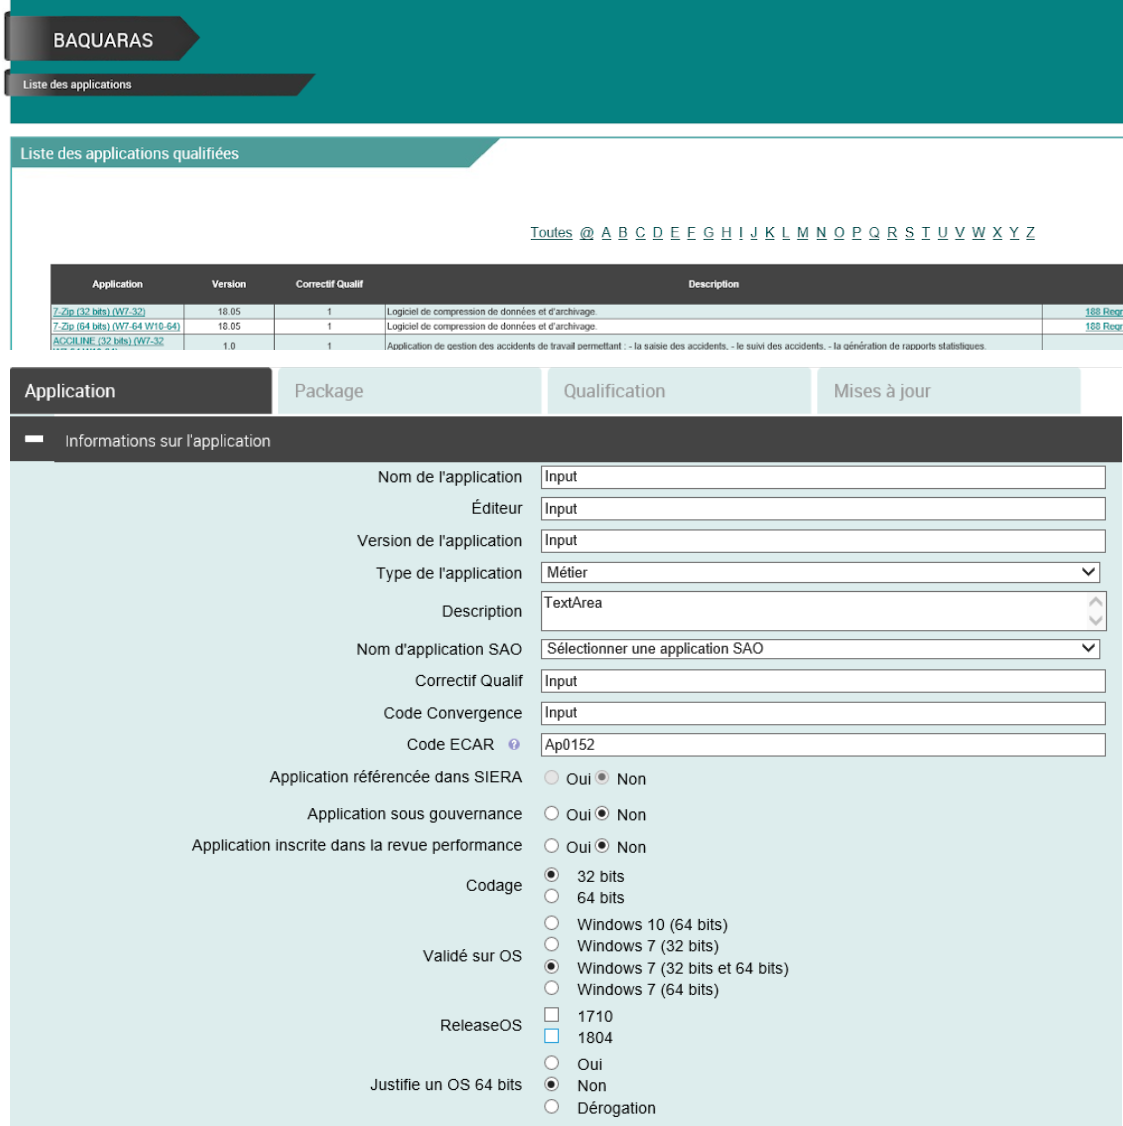 BAQUARAS
Liste des applications
Liste des applications qualifiées
Toutes @ A B C D E F G H I J K L M N O P Q R S T U V W X Y Z
Application Version Correctif Qualif Description
7-Zip (32 bits) (W7-32) 18.05 1 Logiciel de compression de données et d'archivage. 188 Regr
7-Zip (64 bits) (W7-64 W10-64) 18.05 1 Logiciel de compression de données et d'archivage. 188 Regr
ACCILINE (32 bits) (W7-32 1.0 1 Application de gestion des accidents de travail permettant : - la saisie des accidents, - le suivi des accidents, - la génération de rapports statistiques.
Application Package Qualification Mises à jour
Informations sur l'application
Nom de l'application Input
Éditeur Input
Version de l'application Input
Type de l'application Métier
Description TextArea
Nom d'application SAO Sélectionner une application SAO
Correctif Qualif Input
Code Convergence Input
Code ECAR ? Ap0152
Application référencée dans SIERA Oui Non
Application sous gouvernance Oui Non
Application inscrite dans la revue performance Oui Non
Codage 32 bits
64 bits
Validé sur OS Windows 10 (64 bits)
Windows 7 (32 bits)
Windows 7 (32 bits et 64 bits)
Windows 7 (64 bits)
ReleaseOS 1710
1804
Justifie un OS 64 bits Oui
Non
Dérogation